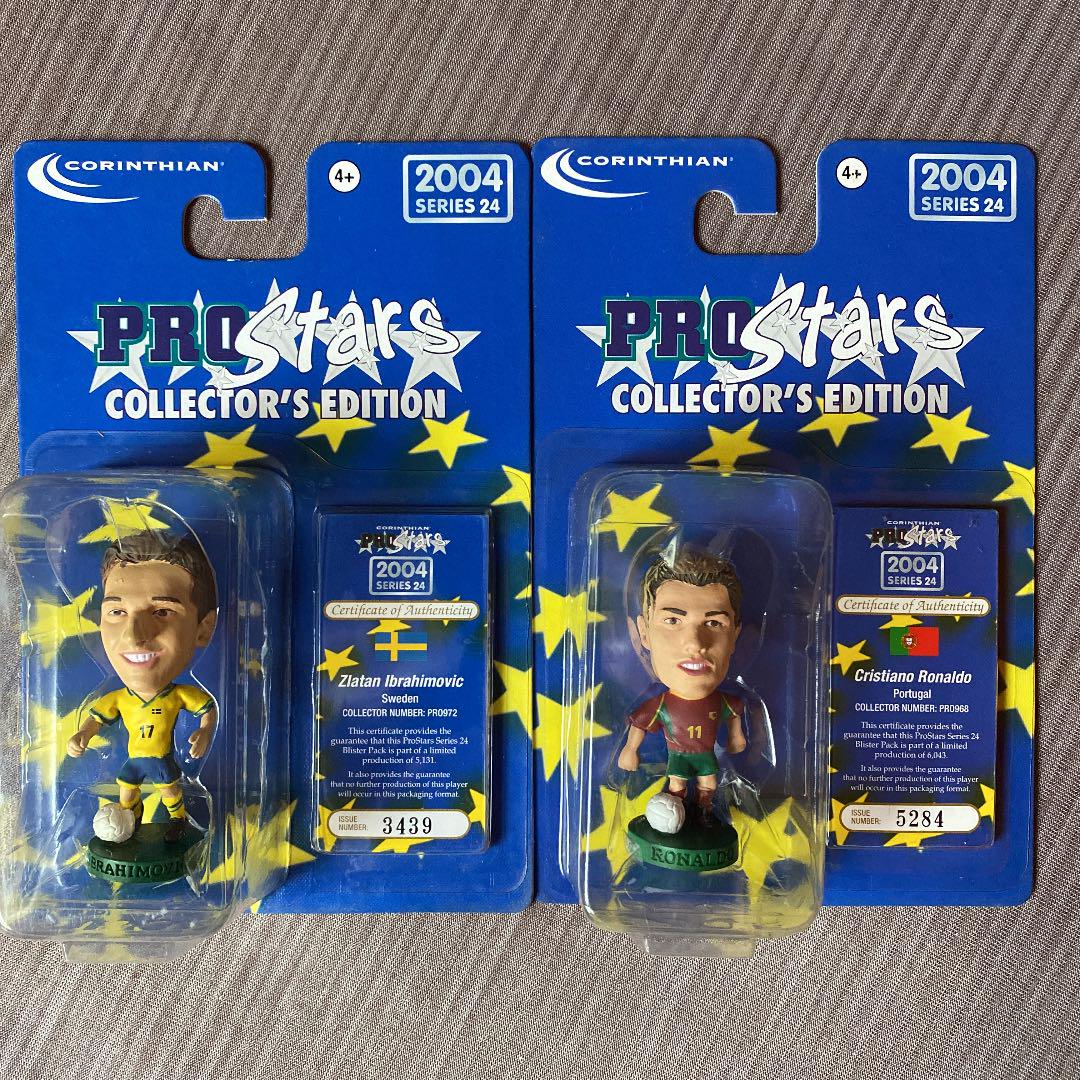 CORINTHIAN
4+
2004
SERIES 24
PROStars
COLLECTOR'S EDITION
CORINTHIAN
PROStars
2004
SERIES 24
Certificate of Authenticity
Zlatan Ibrahimovic
Sweden
COLLECTOR NUMBER: PRO972
This certificate provides the
guarantee that this ProStars Series 24
Blister Pack is part of a limited
production of 5,131.
It also provides the guarantee
that no further production of this player
will occur in this packaging format.
ISSUE
NUMBER: 3439
17
CORINTHIAN
4+
2004
SERIES 24
PROStars
COLLECTOR'S EDITION
CORINTHIAN
PROStars
2004
SERIES 24
Certificate of Authenticity
Cristiano Ronaldo
Portugal
COLLECTOR NUMBER: PRO968
This certificate provides the
guarantee that this ProStars Series 24
Blister Pack is part of a limited
production of 6,043.
It also provides the guarantee
that no further production of this player
will occur in this packaging format.
ISSUE
NUMBER: 5284
11
RONALDO